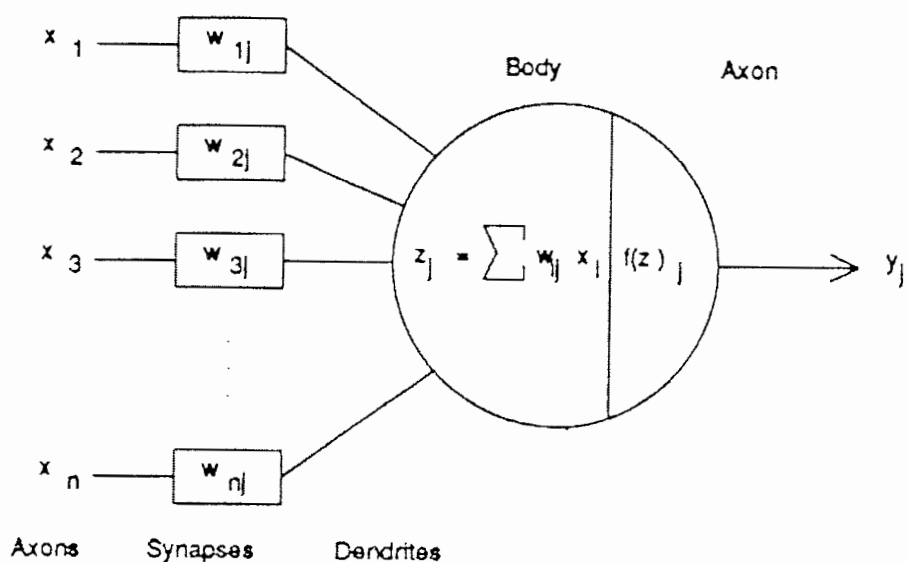 x 1 w 1j
Body Axon
x 2 w 2j
x 3 w 3j z j = ∑ w ij x i f(z ) j y j
x n w nj
Axons Synapses Dendrites